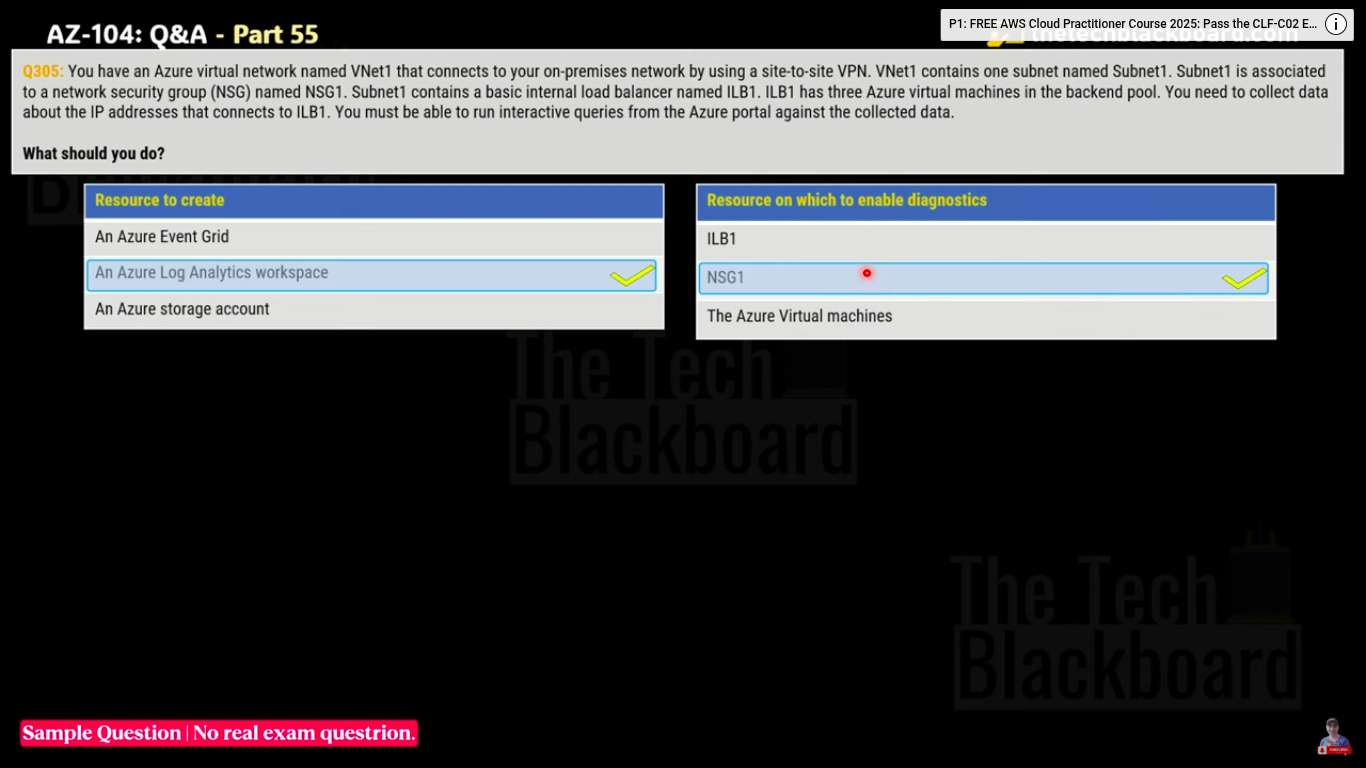 P1: FREE AWS Cloud Practitioner Course 2025: Pass the CLF-C02 E...
AZ-104: Q&A - Part 55
thetechblackboard.com
Q305: You have an Azure virtual network named VNet1 that connects to your on-premises network by using a site-to-site VPN. VNet1 contains one subnet named Subnet1. Subnet1 is associated
to a network security group (NSG) named NSG1. Subnet1 contains a basic internal load balancer named ILB1. ILB1 has three Azure virtual machines in the backend pool. You need to collect data
about the IP addresses that connects to ILB1. You must be able to run interactive queries from the Azure portal against the collected data.
What should you do?
Resource to create
An Azure Event Grid
An Azure Log Analytics workspace
An Azure storage account
Resource on which to enable diagnostics
ILB1
NSG1
The Azure Virtual machines
The Tech
Blackboard
The Tech
Blackboard
Sample Question | No real exam questrion.
SUBSCRIBE